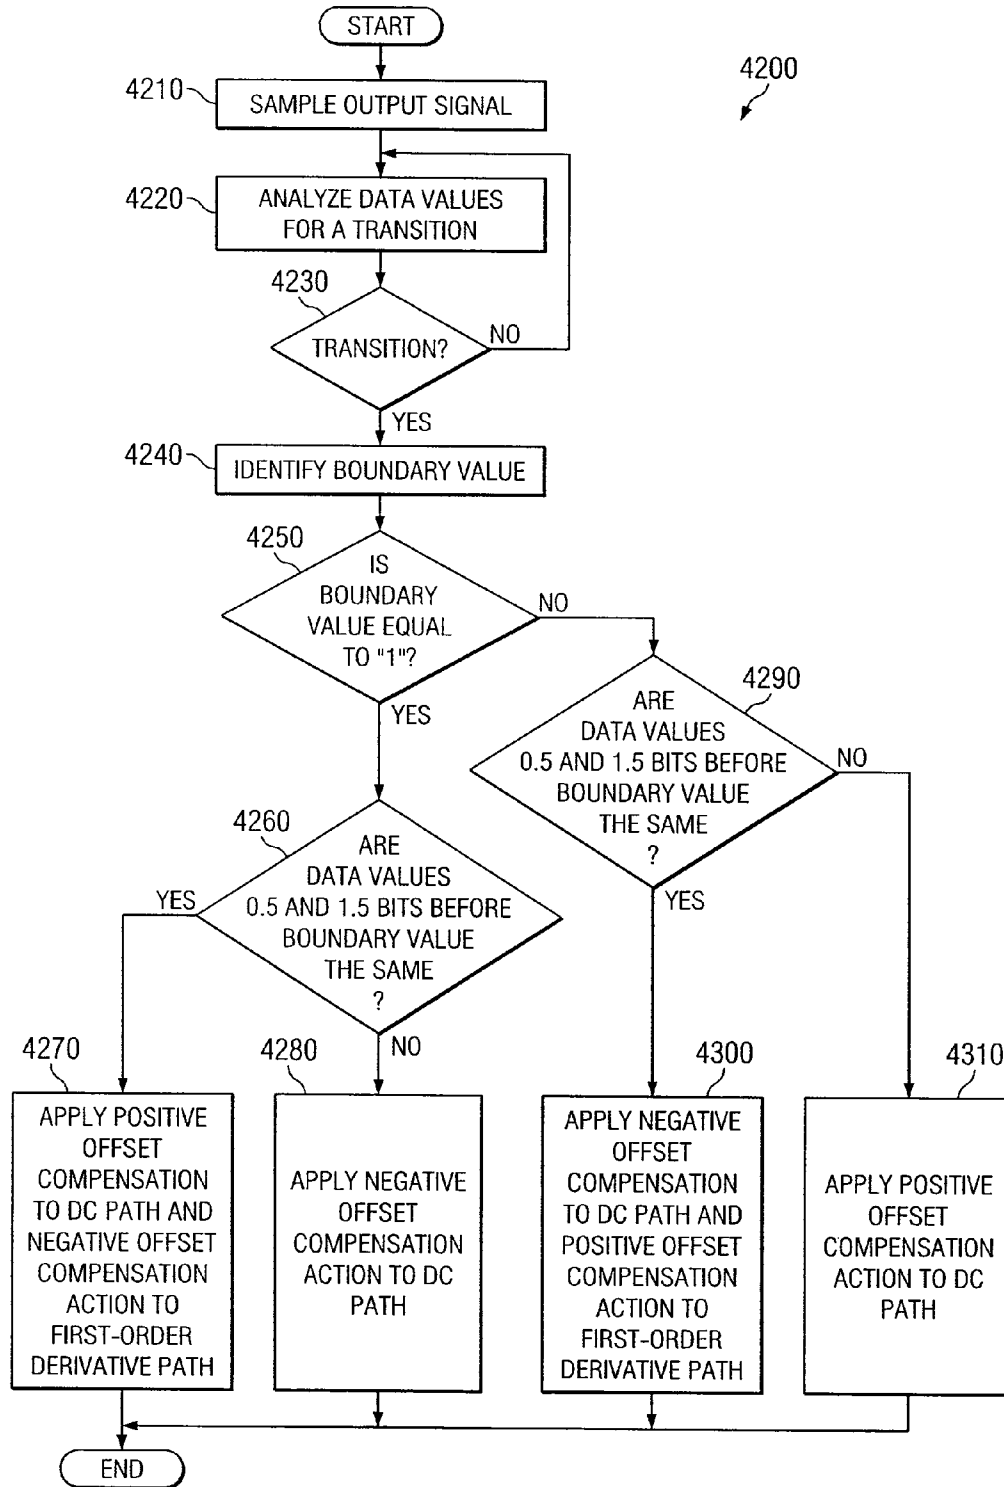 START
4200
4210
SAMPLE OUTPUT SIGNAL
4220
ANALYZE DATA VALUES
FOR A TRANSITION
4230
TRANSITION?
NO
YES
4240
IDENTIFY BOUNDARY VALUE
4250
IS
BOUNDARY
VALUE EQUAL
TO "1"?
NO
YES
4290
ARE
DATA VALUES
0.5 AND 1.5 BITS BEFORE
BOUNDARY VALUE
THE SAME
?
NO
YES
4260
ARE
DATA VALUES
0.5 AND 1.5 BITS BEFORE
BOUNDARY VALUE
THE SAME
?
YES
NO
4270
APPLY POSITIVE
OFFSET
COMPENSATION
TO DC PATH AND
NEGATIVE OFFSET
COMPENSATION
ACTION TO
FIRST-ORDER
DERIVATIVE PATH
4280
APPLY NEGATIVE
OFFSET
COMPENSATION
ACTION TO DC
PATH
4300
APPLY NEGATIVE
OFFSET
COMPENSATION
TO DC PATH AND
POSITIVE OFFSET
COMPENSATION
ACTION TO
FIRST-ORDER
DERIVATIVE PATH
4310
APPLY POSITIVE
OFFSET
COMPENSATION
ACTION TO DC
PATH
END